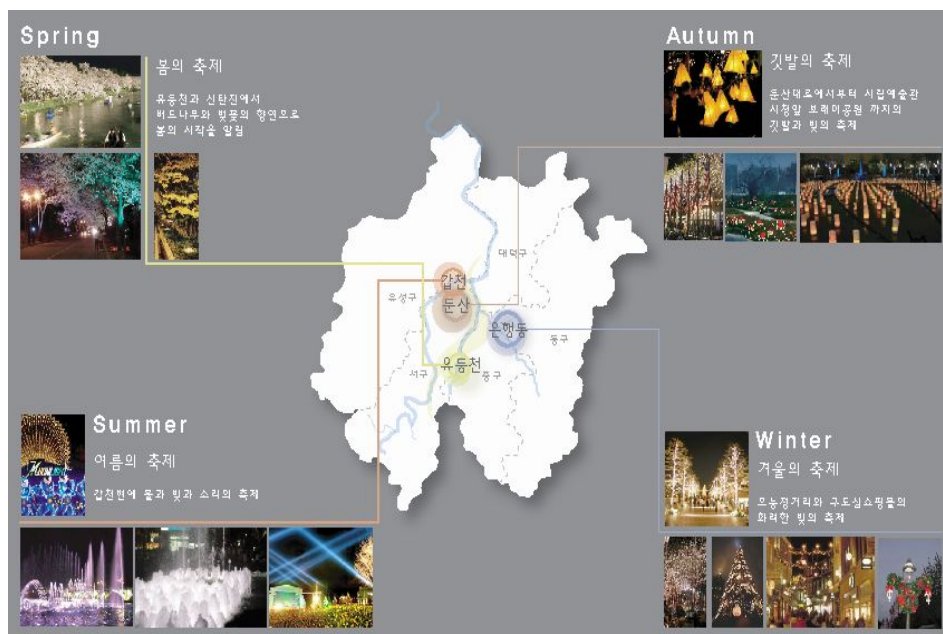 Spring
봄의 축제
유등천과 신탄진에서
버드나무와 벚꽃의 향연으로
봄의 시작을 알림
Autumn
깃발의 축제
둔산대로에서부터 시립예술관
시청앞 보래미공원 까지의
깃발과 빛의 축제
대덕구
갑천
유성구
둔산
은행동
동구
유등천
서구
중구
Summer
여름의 축제
갑천변에 물과 빛과 소리의 축제
Winter
겨울의 축제
으능정거리와 구도심쇼핑몰의
화려한 빛의 축제